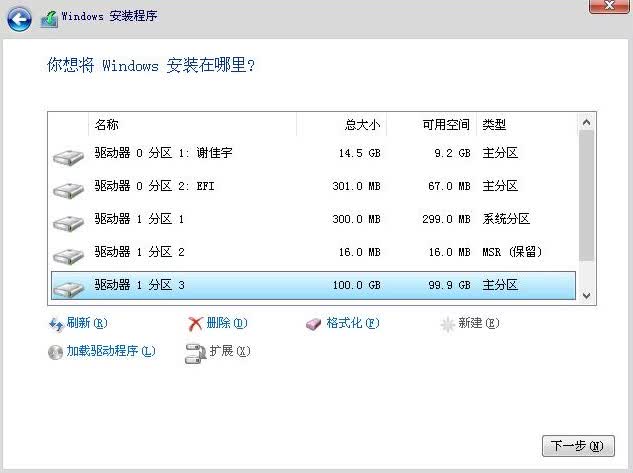 Windows 安装程序
你想将 Windows 安装在哪里?
名称 总大小 可用空间 类型
驱动器 0 分区 1: 谢佳宇 14.5 GB 9.2 GB 主分区
驱动器 0 分区 2: EFI 301.0 MB 67.0 MB 主分区
驱动器 1 分区 1 300.0 MB 299.0 MB 系统分区
驱动器 1 分区 2 16.0 MB 16.0 MB MSR (保留)
驱动器 1 分区 3 100.0 GB 99.9 GB 主分区
刷新(R) 删除(D) 格式化(F) 新建(E)
加载驱动程序(L) 扩展(X)
下一步(N)